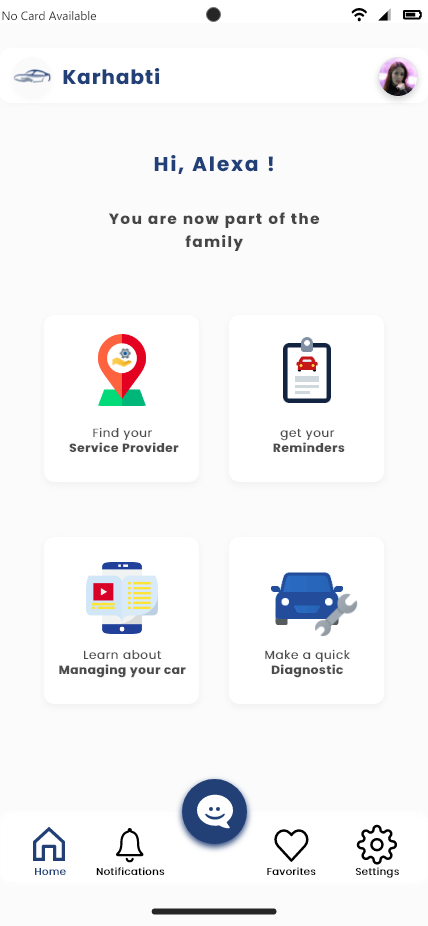 No Card Available
Karhabti
Hi, Alexa !
You are now part of the
family
Find your
Service Provider
get your
Reminders
Learn about
Managing your car
Make a quick
Diagnostic
Home
Notifications
Favorites
Settings